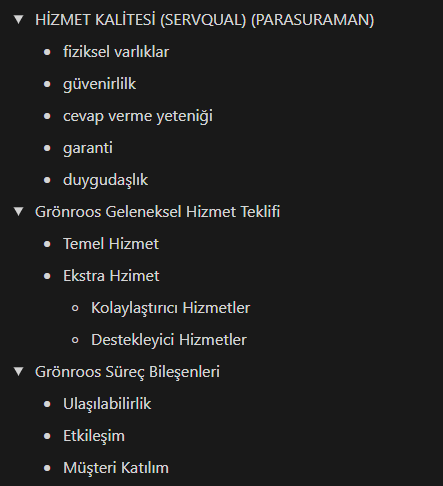 HİZMET KALİTESİ (SERVQUAL) (PARASURAMAN)
fiziksel varlıklar
güvenirlilk
cevap verme yeteniği
garanti
duygudaşlık
Grönroos Geleneksel Hizmet Teklifi
Temel Hizmet
Ekstra Hzimet
Kolaylaştırıcı Hizmetler
Destekleyici Hizmetler
Grönroos Süreç Bileşenleri
Ulaşılabilirlik
Etkileşim
Müşteri Katılım